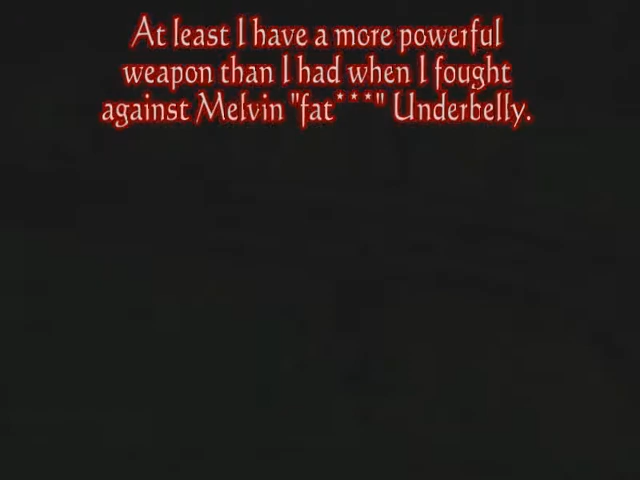 At least I have a more powerful
weapon than I had when I fought
against Melvin "fat***" Underbelly.